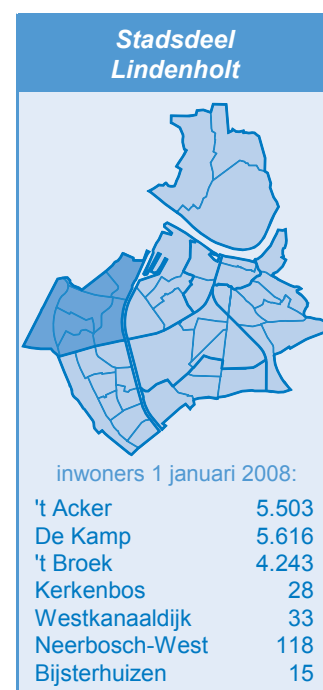 Stadsdeel
Lindenholt
inwoners 1 januari 2008:
't Acker 5.503
De Kamp 5.616
't Broek 4.243
Kerkenbos 28
Westkanaaldijk 33
Neerbosch-West 118
Bijsterhuizen 15